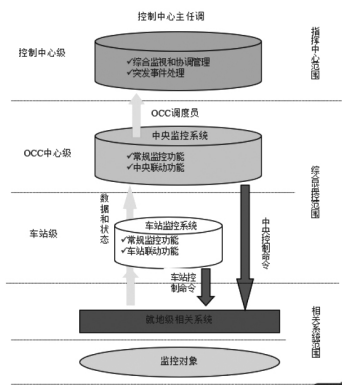 控制中心主任调
控制中心级
✓综合监视和协调管理
✓突发事件处理
指挥中心范围
OCC调度员
中央监控系统
OCC中心级
✓常规监控功能
✓中央联动功能
综合监控范围
数据和状态
车站级
车站监控系统
✓常规监控功能
✓车站联动功能
中央控制命令
车站控
制命令
就地级相关系统
相关系统范围
监控对象